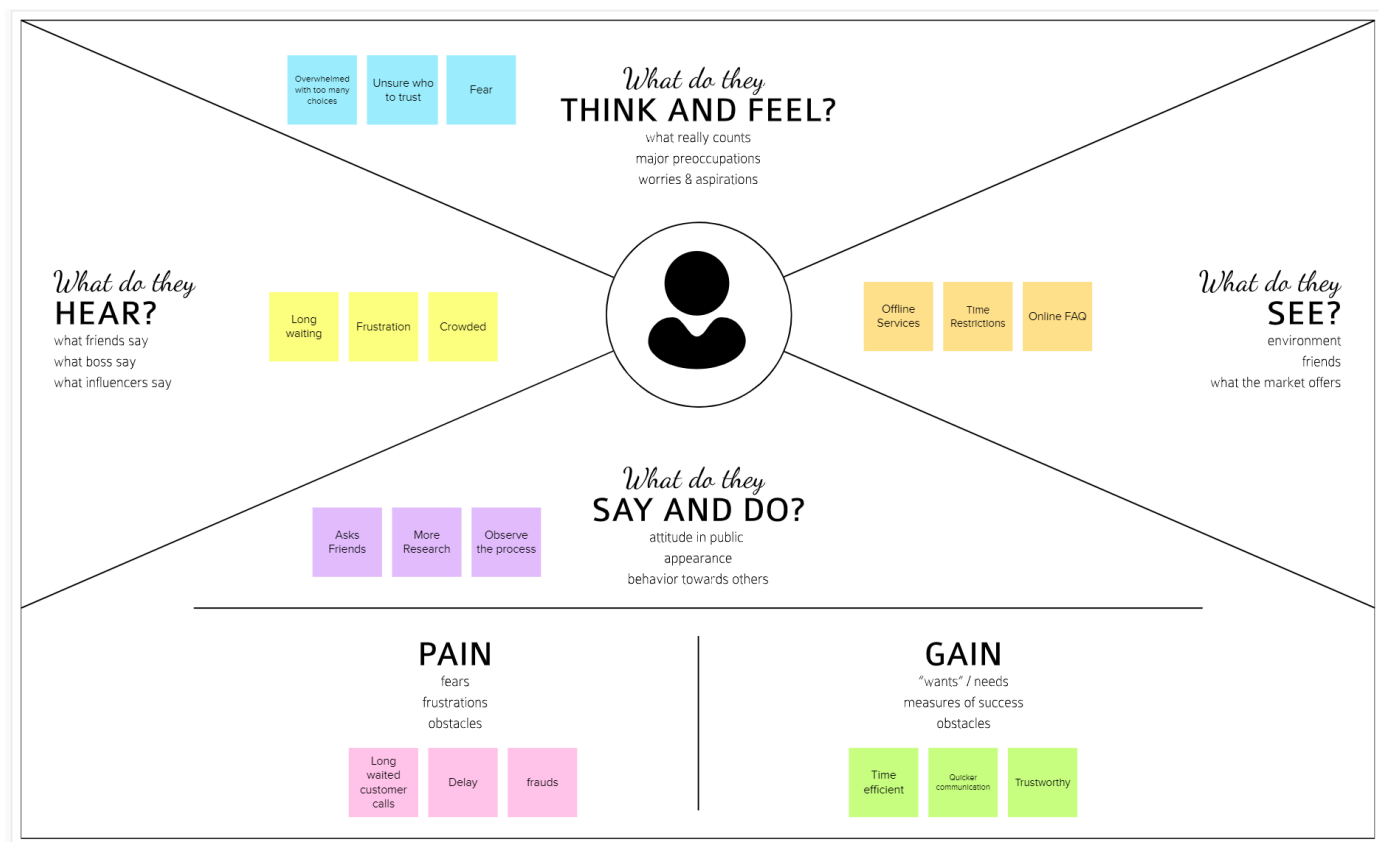 Overwhelmed
with too many
choices
Unsure who
to trust
Fear
What do they
THINK AND FEEL?
what really counts
major preoccupations
worries & aspirations
What do they
HEAR?
what friends say
what boss say
what influencers say
Long
waiting
Frustration
Crowded
Offline
Services
Time
Restrictions
Online FAQ
What do they
SEE?
environment
friends
what the market offers
What do they
SAY AND DO?
attitude in public
appearance
behavior towards others
Asks
Friends
More
Research
Observe
the process
PAIN
fears
frustrations
obstacles
Long
waited
customer
calls
Delay
frauds
GAIN
"wants" / needs
measures of success
obstacles
Time
efficient
Quicker
communication
Trustworthy